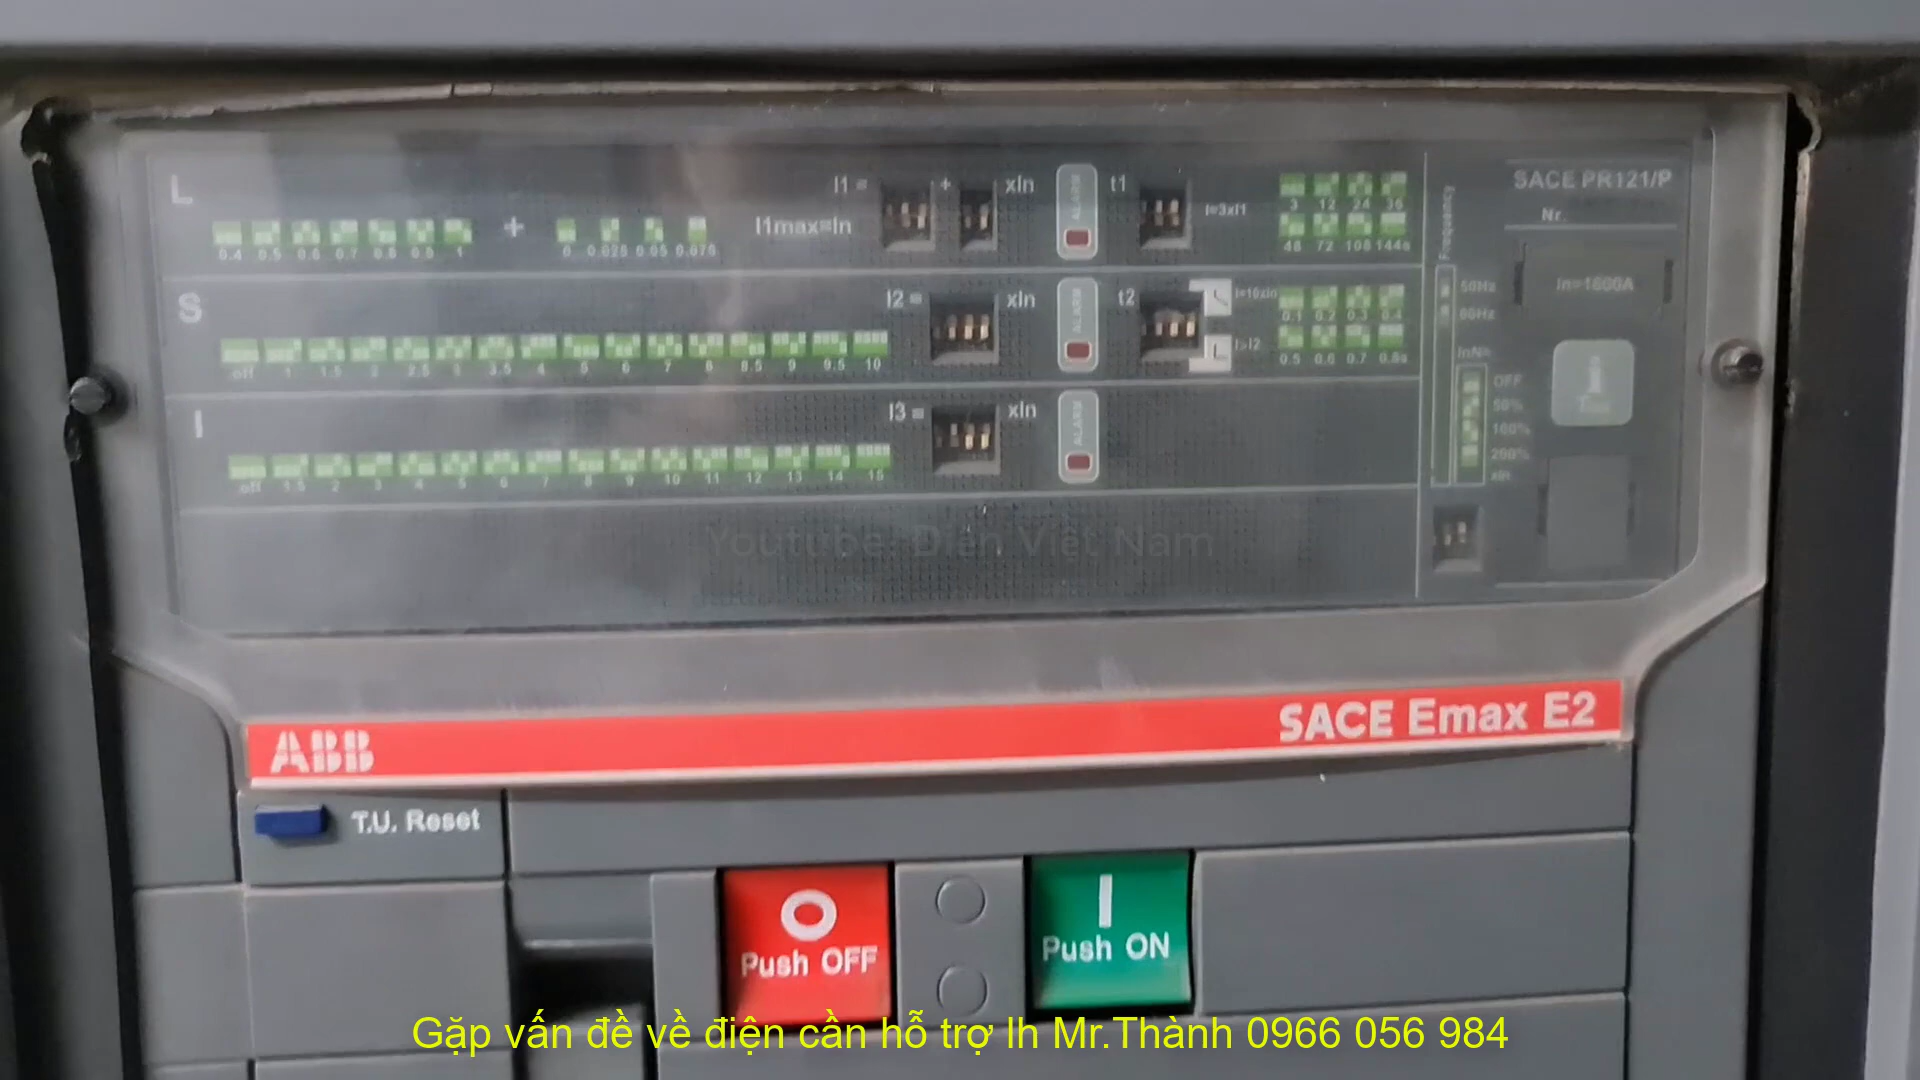 SACE PR121/P
L
I1 = + xIn
ALARM
t1
I=3xI1
3 12 24 36
48 72 108 144s
Frequency
Nr.
I1max=In
+
0.4 0.5 0.6 0.7 0.8 0.9 1
0 0.025 0.05 0.075
S
I2 = xIn
ALARM
t2
I=10xIn
I>I2
0.1 0.2 0.3 0.4
0.5 0.6 0.7 0.8s
off 1 1.5 2 2.5 3 3.5 4 5 6 7 8 8.5 9 9.5 10
50Hz
60Hz
In=1600A
InN=
OFF
50%
100%
200%
xIn
i
Test
I
I3 = xIn
ALARM
off 1.5 2 3 4 5 6 7 8 9 10 11 12 13 14 15
Youtube: Điện Việt Nam
ABB
SACE Emax E2
T.U. Reset
O
Push OFF
I
Push ON
Gặp vấn đề về điện cần hỗ trợ lh Mr.Thành 0966 056 984